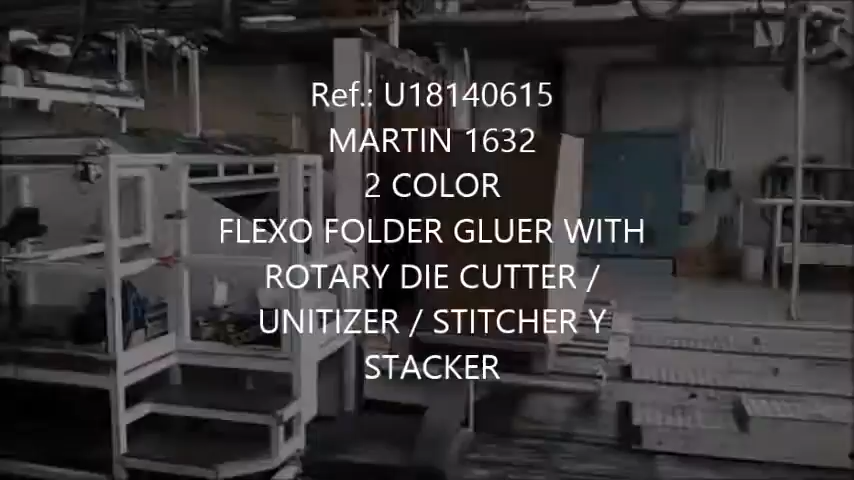 Ref.: U18140615
MARTIN 1632
2 COLOR
FLEXO FOLDER GLUER WITH
ROTARY DIE CUTTER /
UNITIZER / STITCHER Y
STACKER